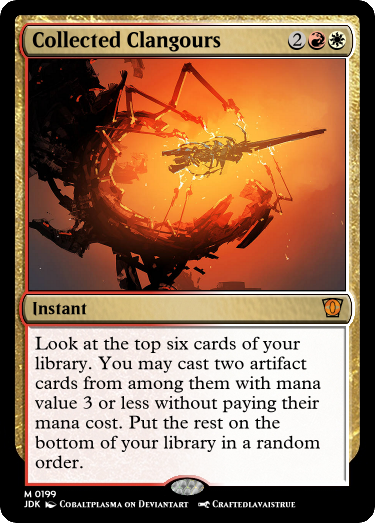 Collected Clangours 2
Instant
Look at the top six cards of your
library. You may cast two artifact
cards from among them with mana
value 3 or less without paying their
mana cost. Put the rest on the
bottom of your library in a random
order.
M 0199
JDK Cobaltplasma on Deviantart Craftedlavaistrue